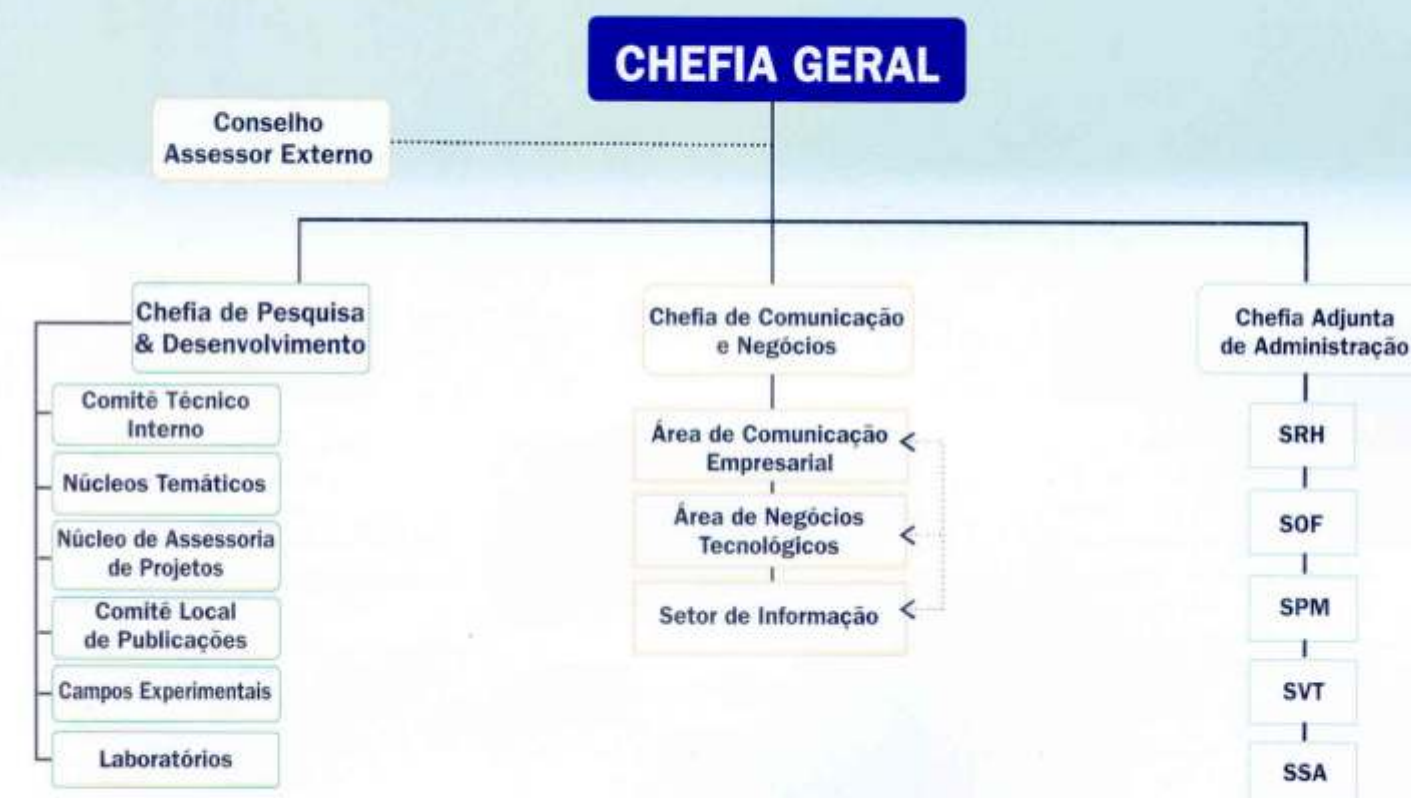 CHEFIA GERAL
Conselho
Assessor Externo
Chefia de Pesquisa
& Desenvolvimento
Comitê Técnico
Interno
Núcleos Temáticos
Núcleo de Assessoria
de Projetos
Comitê Local
de Publicações
Campos Experimentais
Laboratórios
Chefia de Comunicação
e Negócios
Área de Comunicação
Empresarial
Área de Negócios
Tecnológicos
Setor de Informação
Chefia Adjunta
de Administração
SRH
SOF
SPM
SVT
SSA